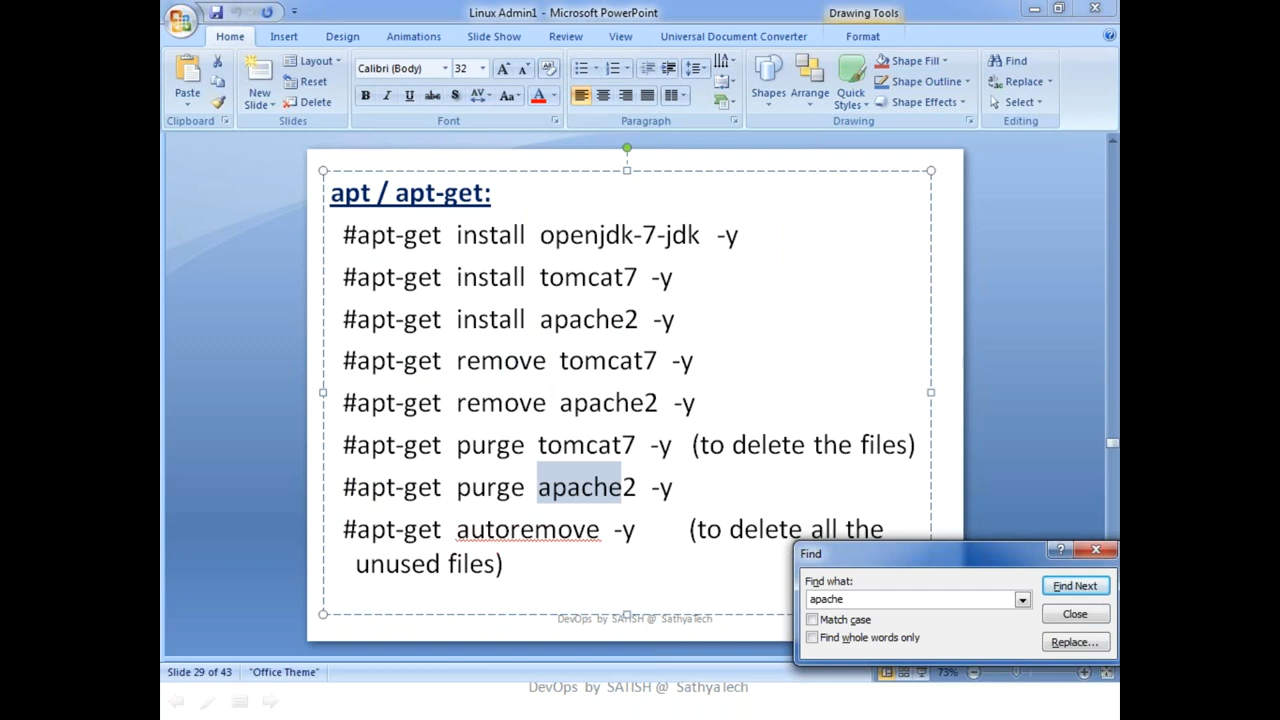 Linux Admin1 - Microsoft PowerPoint
Drawing Tools
Home Insert Design Animations Slide Show Review View Universal Document Converter Format
Paste
Clipboard
New
Slide
Layout
Reset
Delete
Slides
Calibri (Body) 32
B I U abc S AV Aa A
Font
Paragraph
Shapes
Arrange
Quick
Styles
Shape Fill
Shape Outline
Shape Effects
Drawing
Find
Replace
Select
Editing
apt / apt-get:
#apt-get install openjdk-7-jdk -y
#apt-get install tomcat7 -y
#apt-get install apache2 -y
#apt-get remove tomcat7 -y
#apt-get remove apache2 -y
#apt-get purge tomcat7 -y (to delete the files)
#apt-get purge apache2 -y
#apt-get autoremove -y (to delete all the
unused files)
DevOps by SATISH @ SathyaTech
Find
Find what:
apache
Match case
Find whole words only
Find Next
Close
Replace...
Slide 29 of 43
"Office Theme"
73%
DevOps by SATISH @ SathyaTech